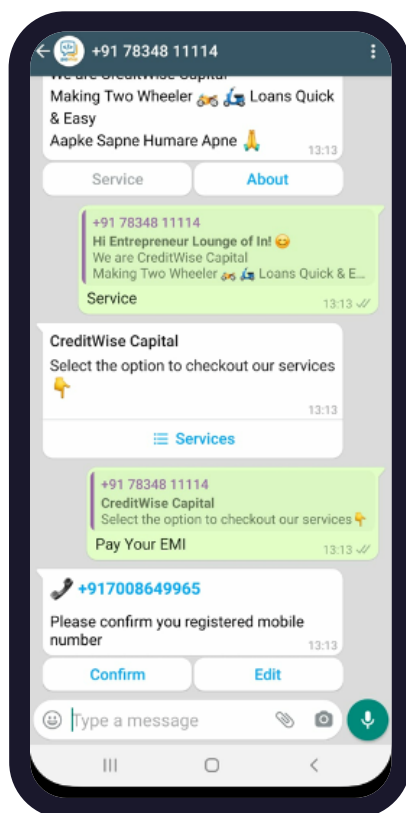 +91 78348 11114
We are CreditWise Capital
Making Two Wheeler 🏍️ 🛵 Loans Quick
& Easy
Aapke Sapne Humare Apne 🙏
13:13
Service
About
+91 78348 11114
Hi Entrepreneur Lounge of In! 😊
We are CreditWise Capital
Making Two Wheeler 🏍️ 🛵 Loans Quick & E...
Service
13:13
CreditWise Capital
Select the option to checkout our services
👇
13:13
Services
+91 78348 11114
CreditWise Capital
Select the option to checkout our services👇
Pay Your EMI
13:13
+917008649965
Please confirm you registered mobile
number
13:13
Confirm
Edit
Type a message